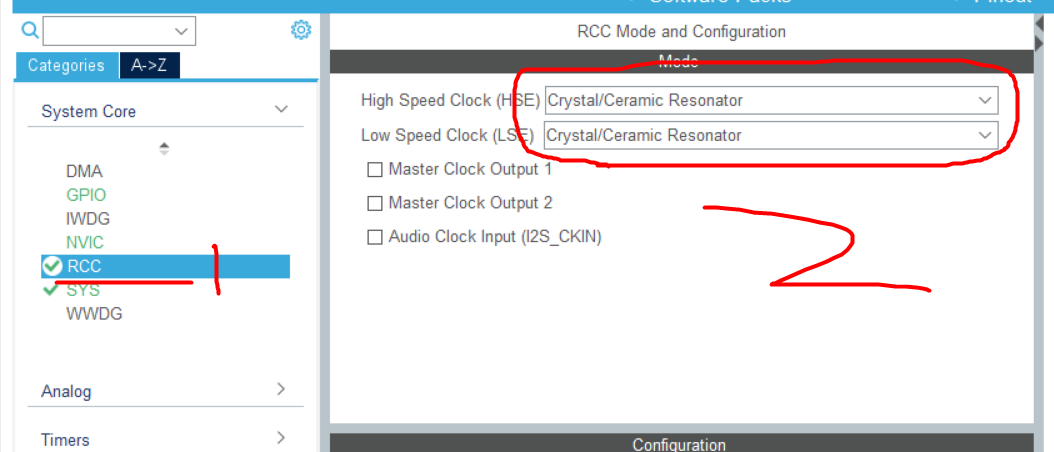 Software Packs
Pinout
RCC Mode and Configuration
Categories A->Z
Mode
System Core
High Speed Clock (HSE) Crystal/Ceramic Resonator
Low Speed Clock (LSE) Crystal/Ceramic Resonator
Master Clock Output 1
DMA
GPIO
Master Clock Output 2
IWDG
NVIC
Audio Clock Input (I2S_CKIN)
RCC
1
2
SYS
WWDG
Analog
Timers
Configuration